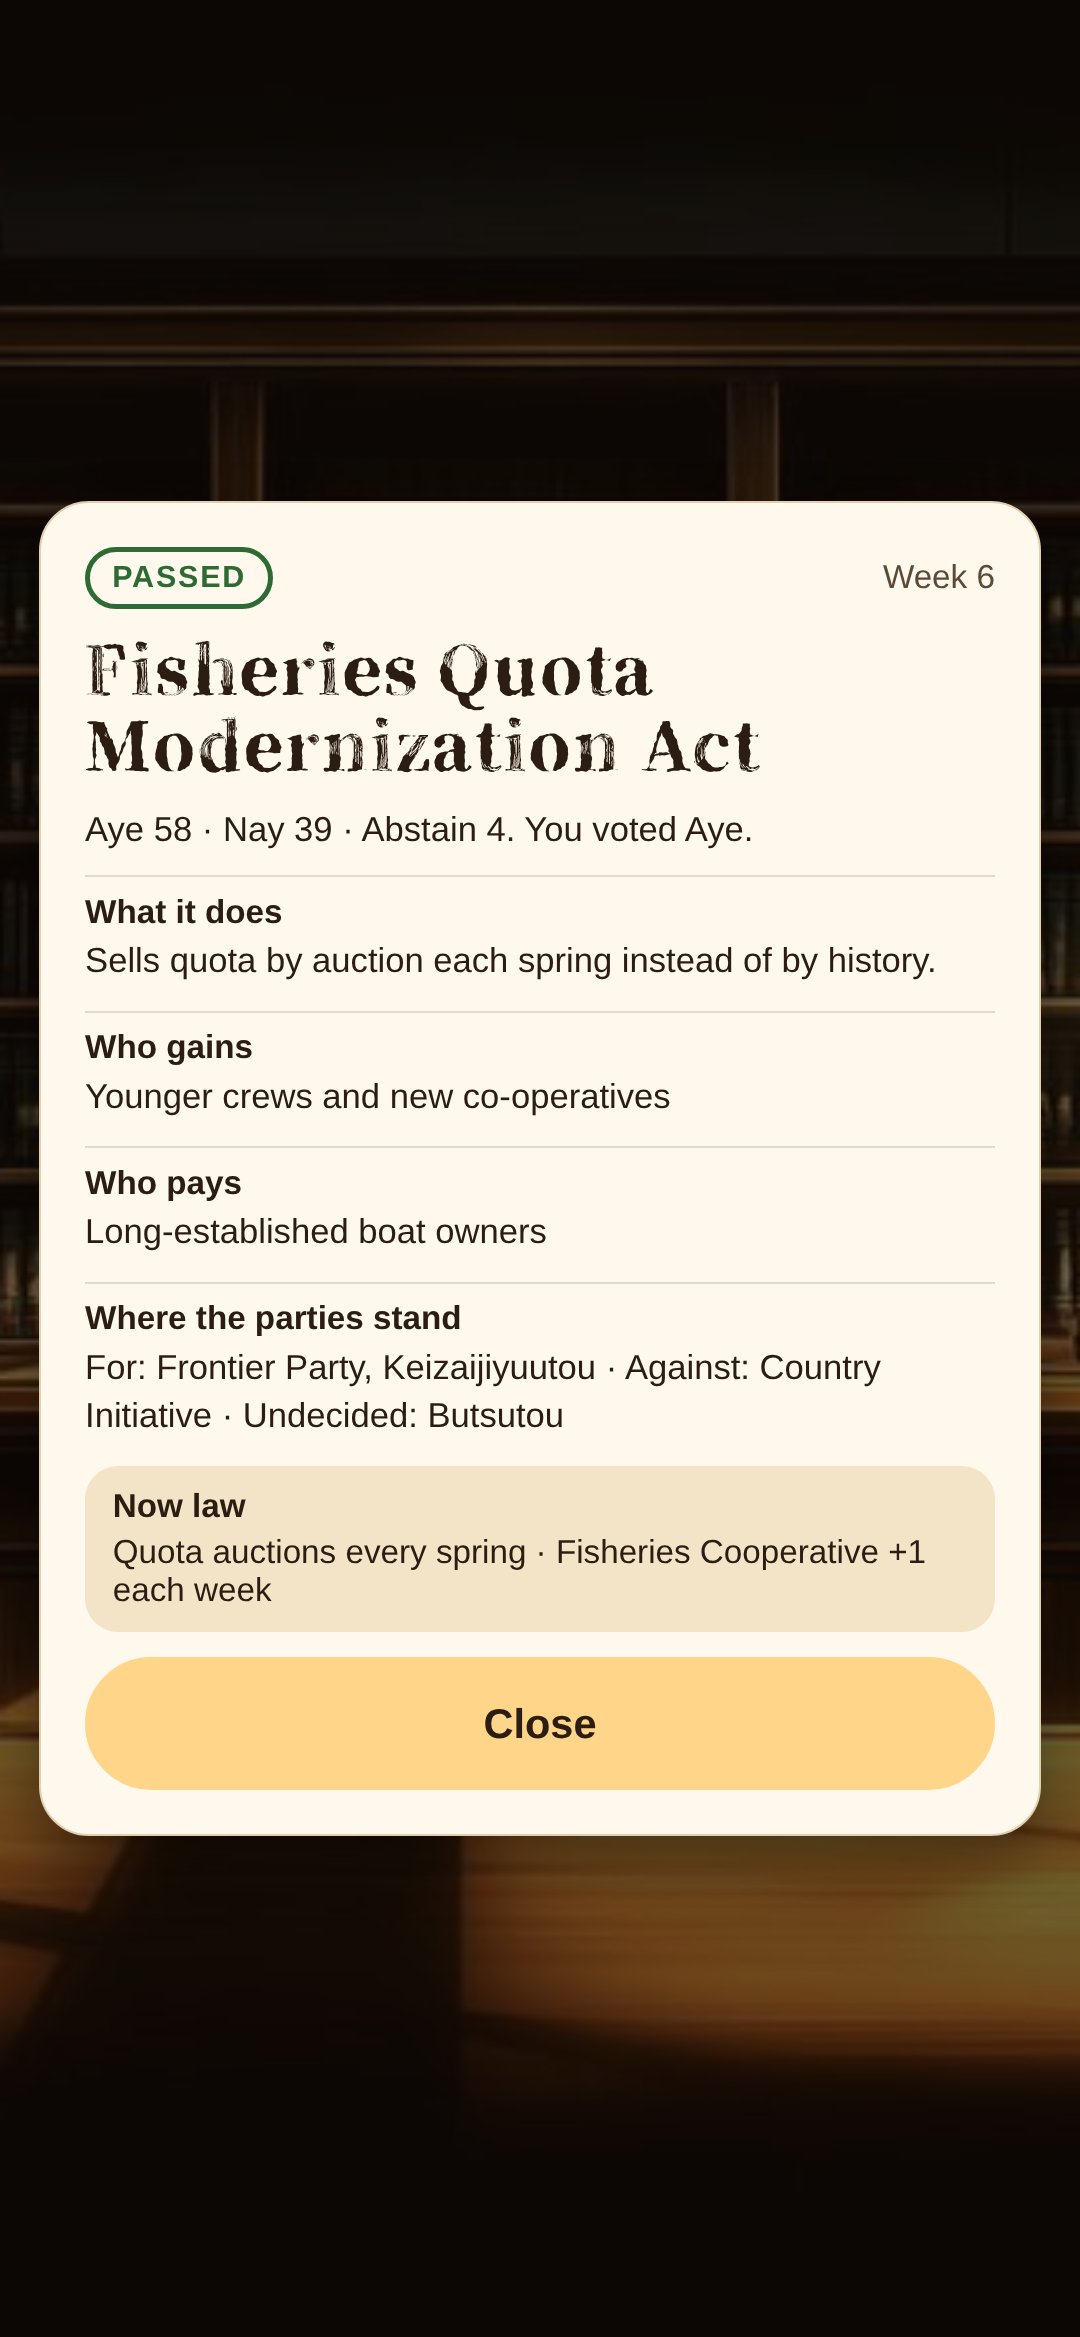 PASSED
Week 6
Fisheries Quota
Modernization Act
Aye 58 · Nay 39 · Abstain 4. You voted Aye.
What it does
Sells quota by auction each spring instead of by history.
Who gains
Younger crews and new co-operatives
Who pays
Long-established boat owners
Where the parties stand
For: Frontier Party, Keizaijiyuutou · Against: Country
Initiative · Undecided: Butsutou
Now law
Quota auctions every spring · Fisheries Cooperative +1
each week
Close